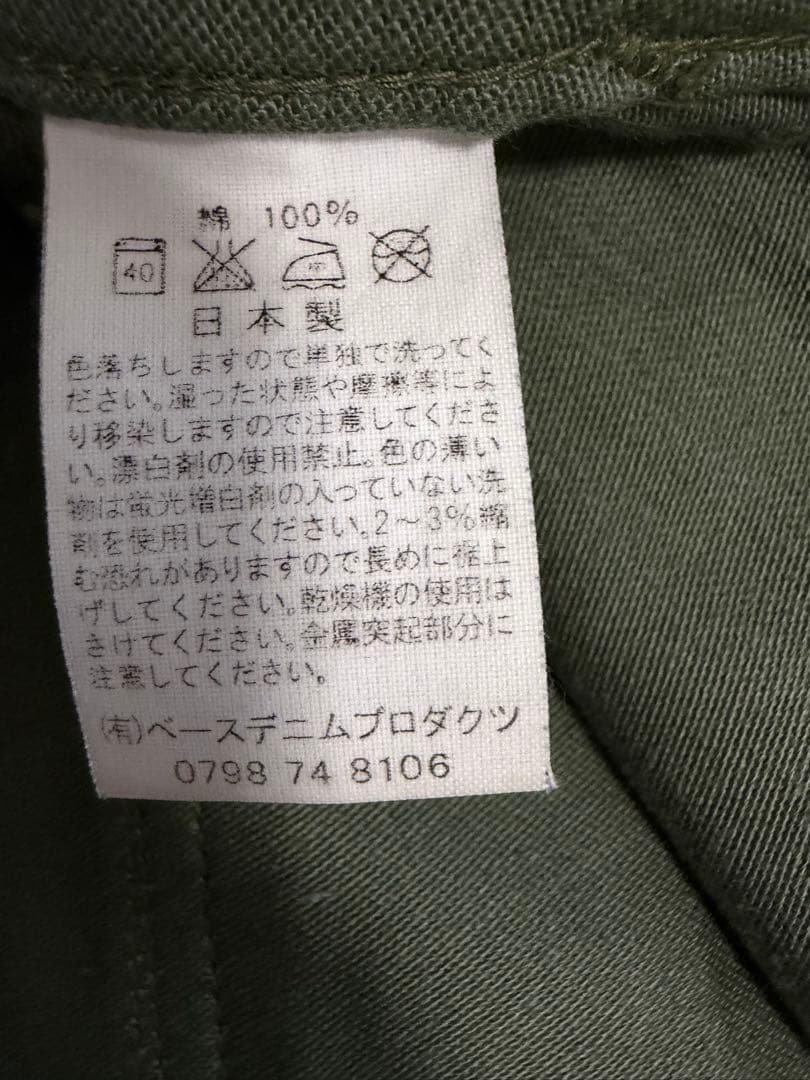 綿 100%
40
中
日本製
色落ちしますので単独で洗ってく
ださい。湿った状態や摩擦等によ
り移染しますので注意してくださ
い。漂白剤の使用禁止。色の薄い
物は蛍光増白剤の入っていない洗
剤を使用してください。2～3%縮
む恐れがありますので長めに裾上
げしてください。乾燥機の使用は
さけてください。金属突起部分に
注意してください。
(有)ベースデニムプロダクツ
0798 74 8106